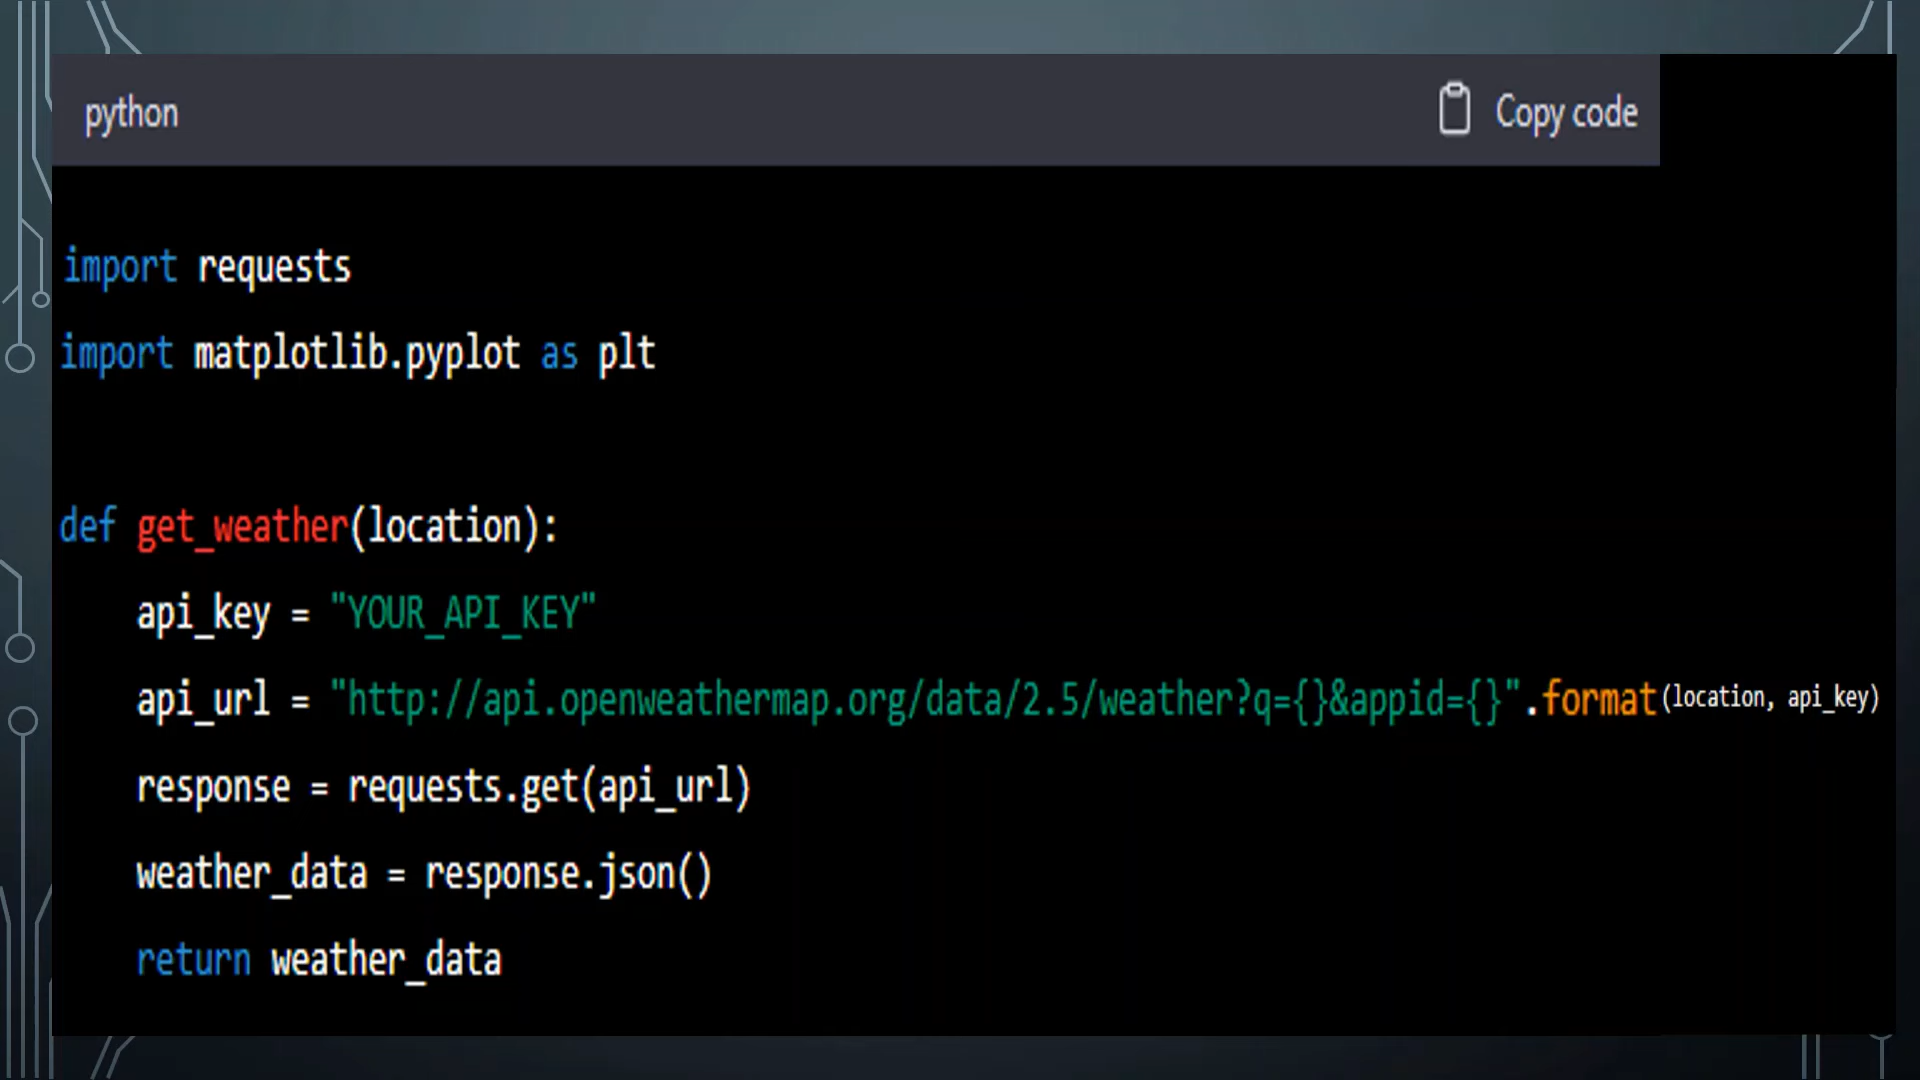 python
Copy code
import requests
import matplotlib.pyplot as plt
def get_weather(location):
api_key = "YOUR_API_KEY"
api_url = "http://api.openweathermap.org/data/2.5/weather?q={}&appid={}".format(location, api_key)
response = requests.get(api_url)
weather_data = response.json()
return weather_data